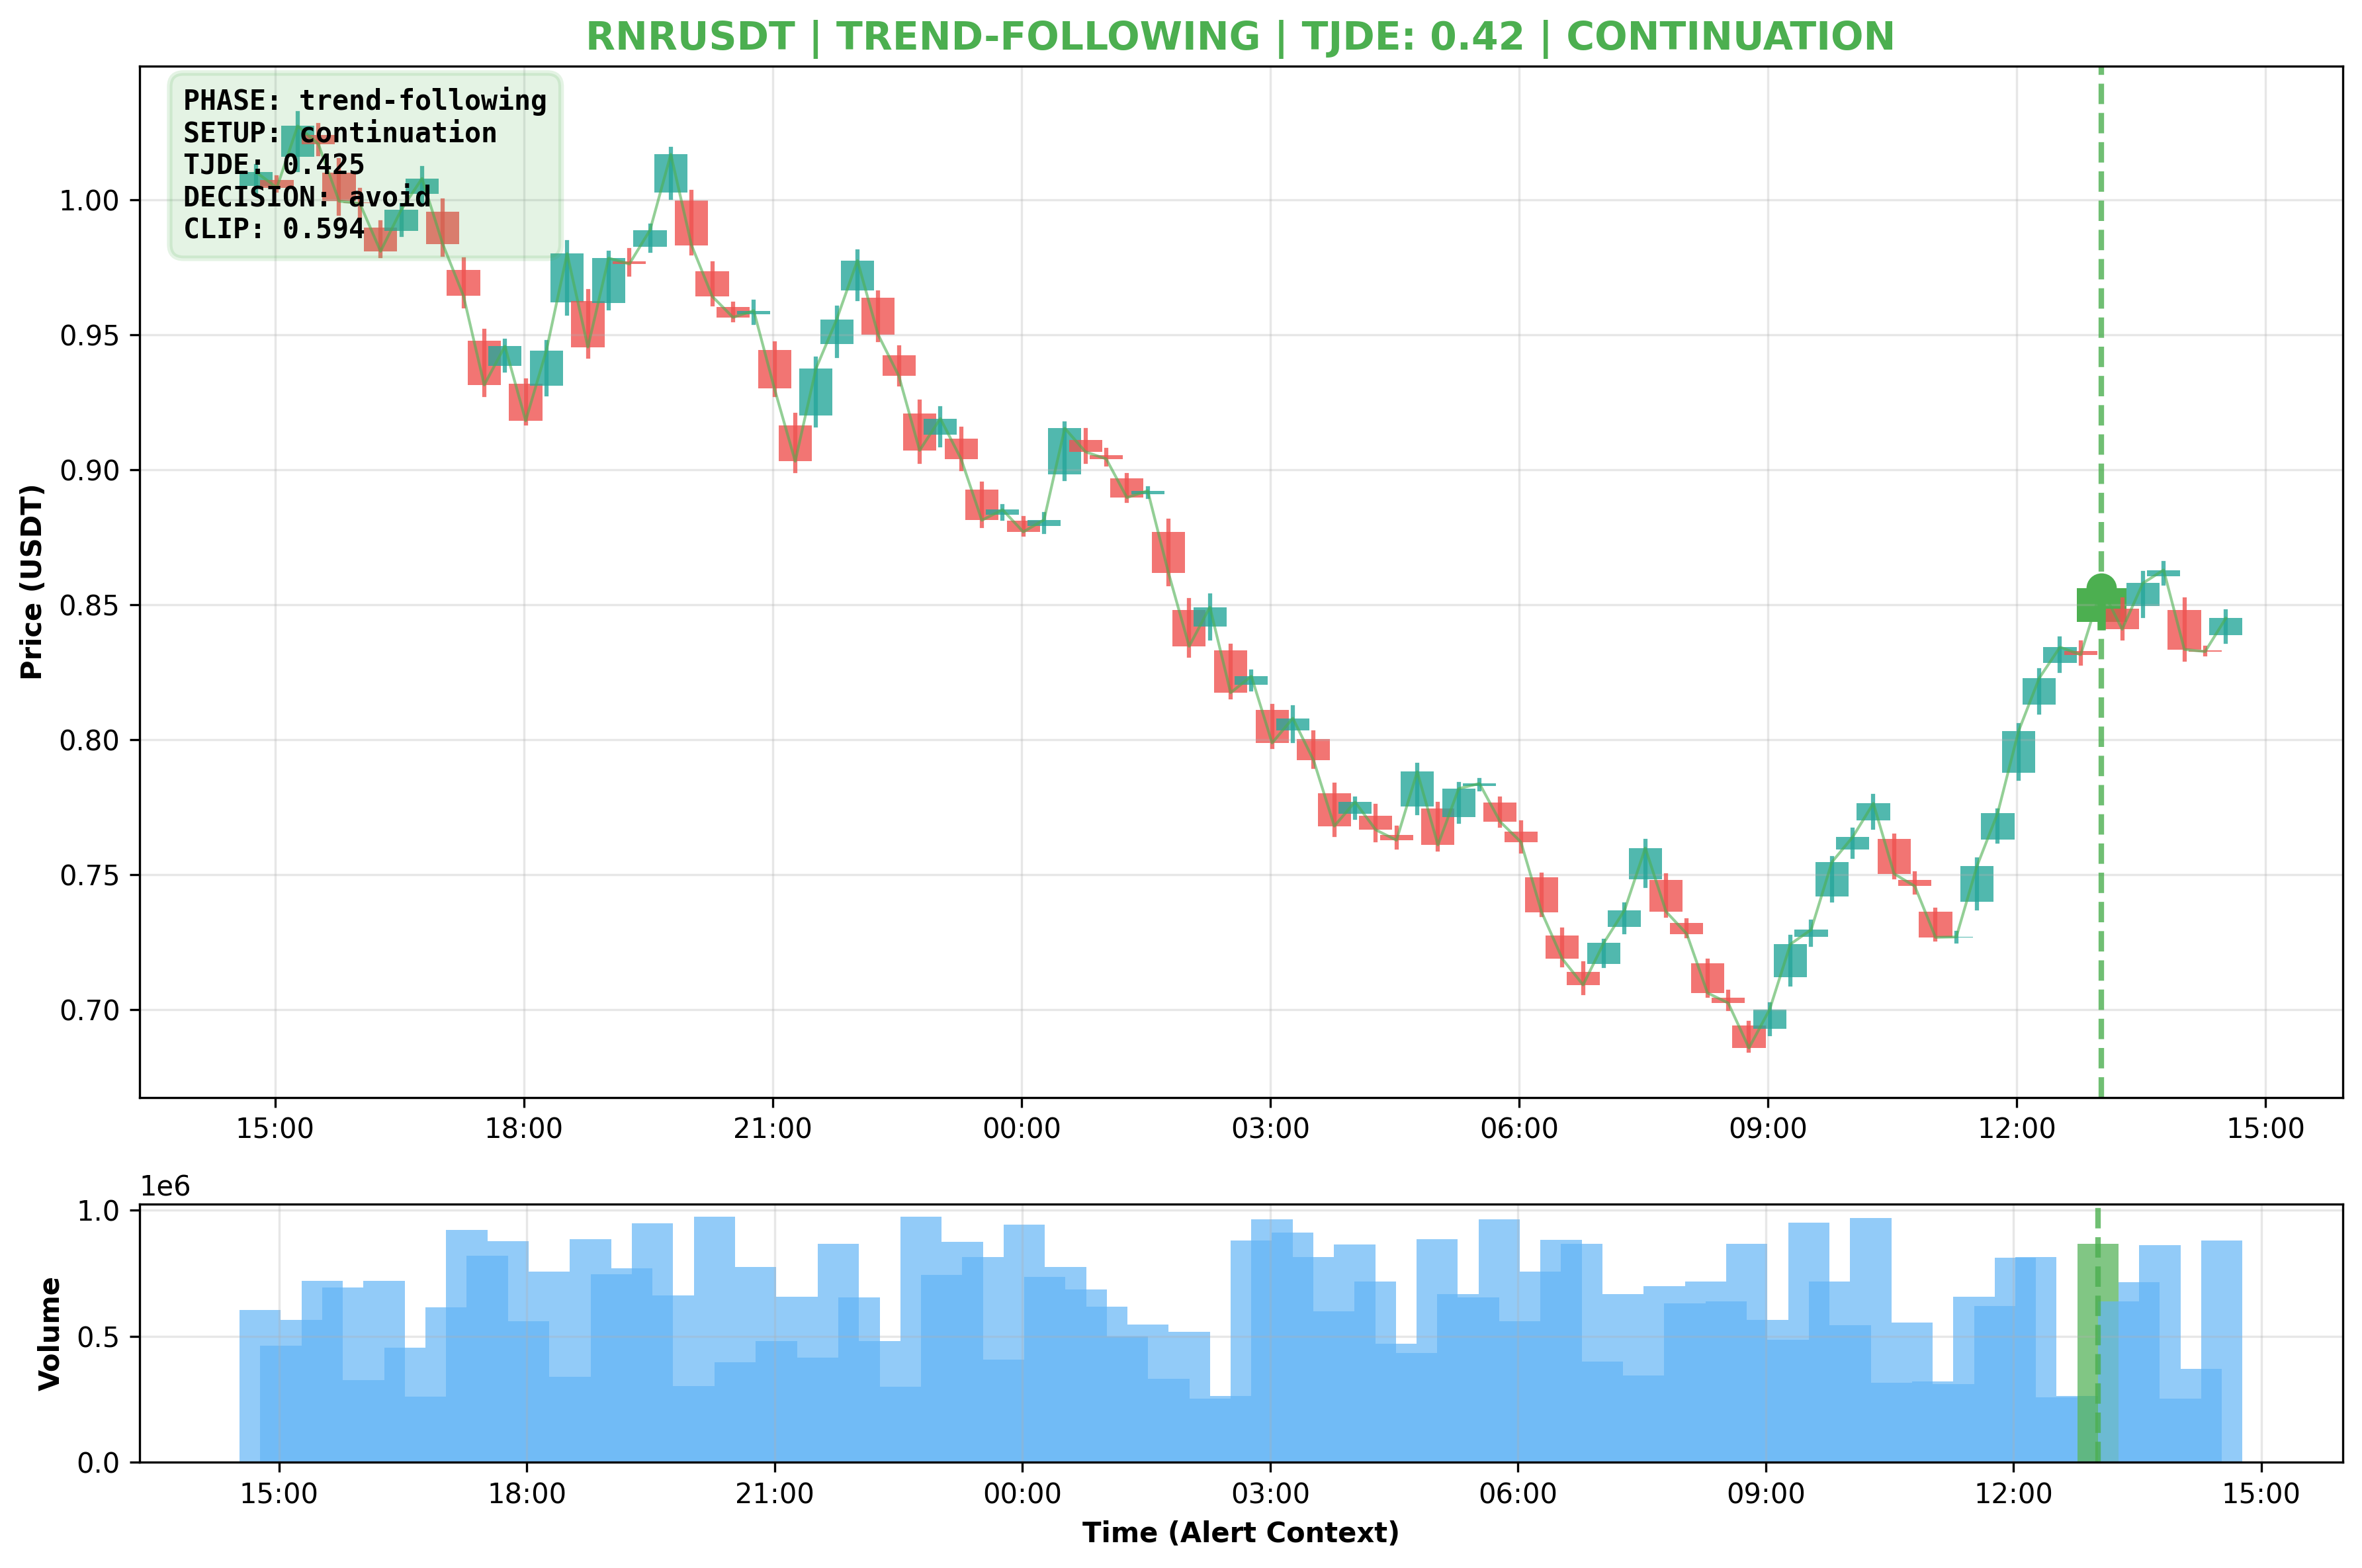 RNRUSDT | TREND-FOLLOWING | TJDE: 0.42 | CONTINUATION
PHASE: trend-following
SETUP: continuation
TJDE: 0.425
DECISION: avoid
CLIP: 0.594
Price (USDT)
1.00
0.95
0.90
0.85
0.80
0.75
0.70
15:00 18:00 21:00 00:00 03:00 06:00 09:00 12:00 15:00
1e6
Volume
1.0
0.5
0.0
15:00 18:00 21:00 00:00 03:00 06:00 09:00 12:00 15:00
Time (Alert Context)